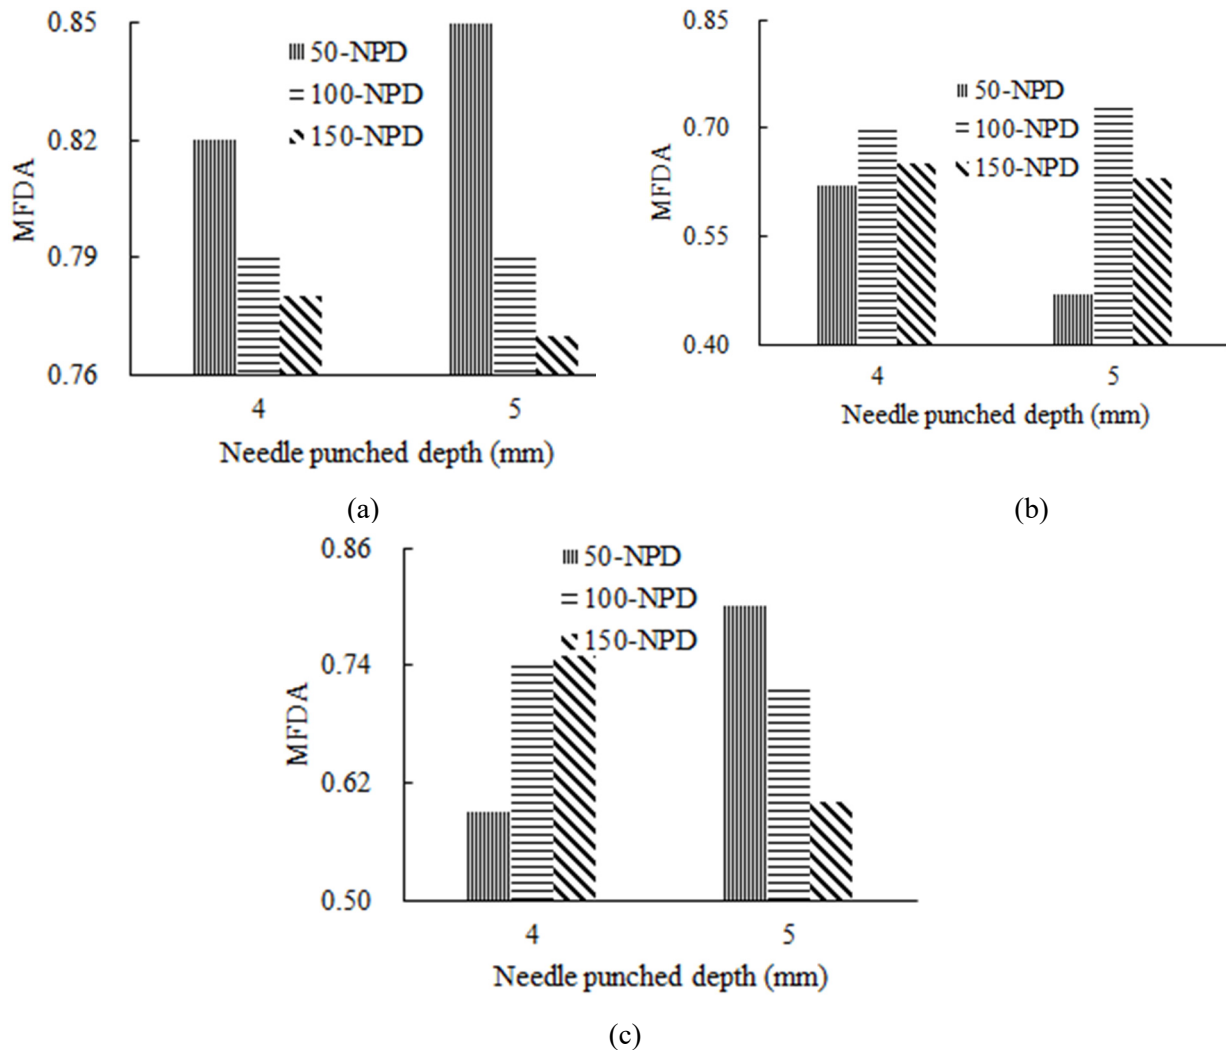 0.85
0.82
0.79
0.76
MFDA
50-NPD
100-NPD
150-NPD
4
5
Needle punched depth (mm)
(a)
0.85
0.70
0.55
0.40
MFDA
50-NPD
100-NPD
150-NPD
4
5
Needle punched depth (mm)
(b)
0.86
0.74
0.62
0.50
MFDA
50-NPD
100-NPD
150-NPD
4
5
Needle punched depth (mm)
(c)